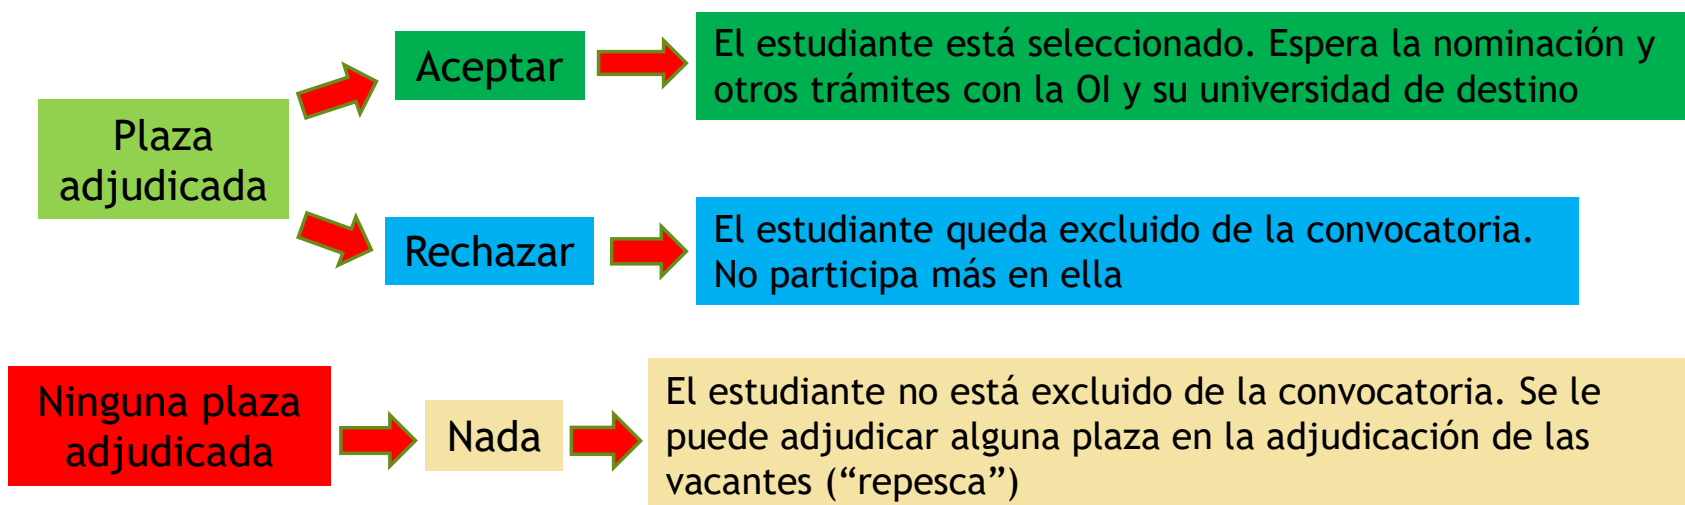 Plaza
adjudicada
Aceptar
El estudiante está seleccionado. Espera la nominación y
otros trámites con la OI y su universidad de destino
Rechazar
El estudiante queda excluido de la convocatoria.
No participa más en ella
Ninguna plaza
adjudicada
Nada
El estudiante no está excluido de la convocatoria. Se le
puede adjudicar alguna plaza en la adjudicación de las
vacantes (“repesca”)